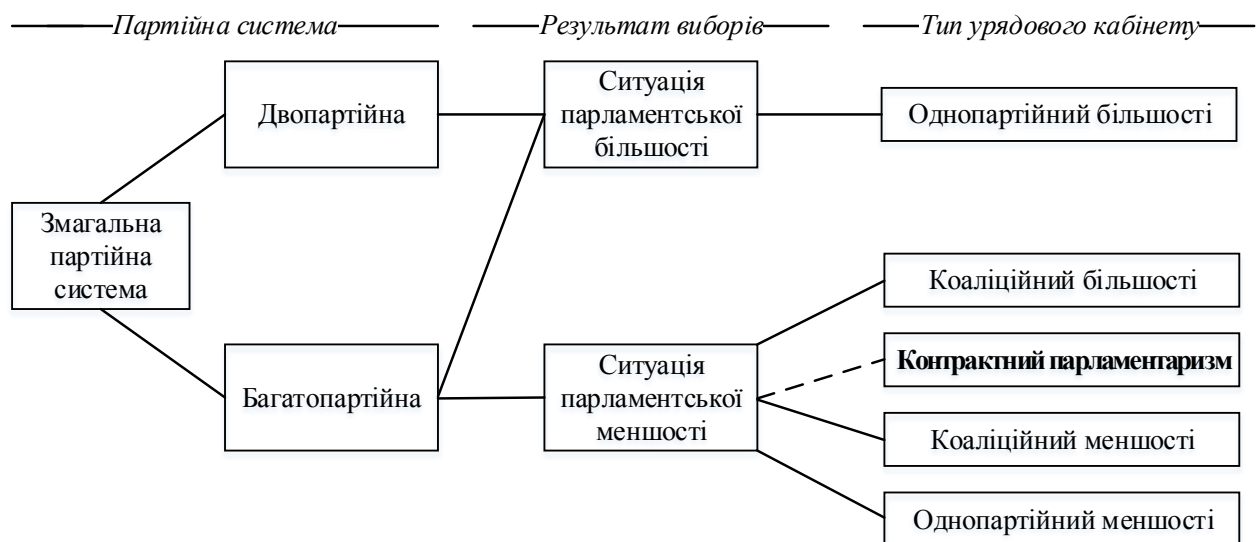 Партійна система
Результат виборів
Тип урядового кабінету
Двопартійна
Ситуація
парламентської
більшості
Однопартійний більшості
Змагальна
партійна
система
Коаліційний більшості
Контрактний парламентаризм
Багатопартійна
Ситуація
парламентської
меншості
Коаліційний меншості
Однопартійний меншості